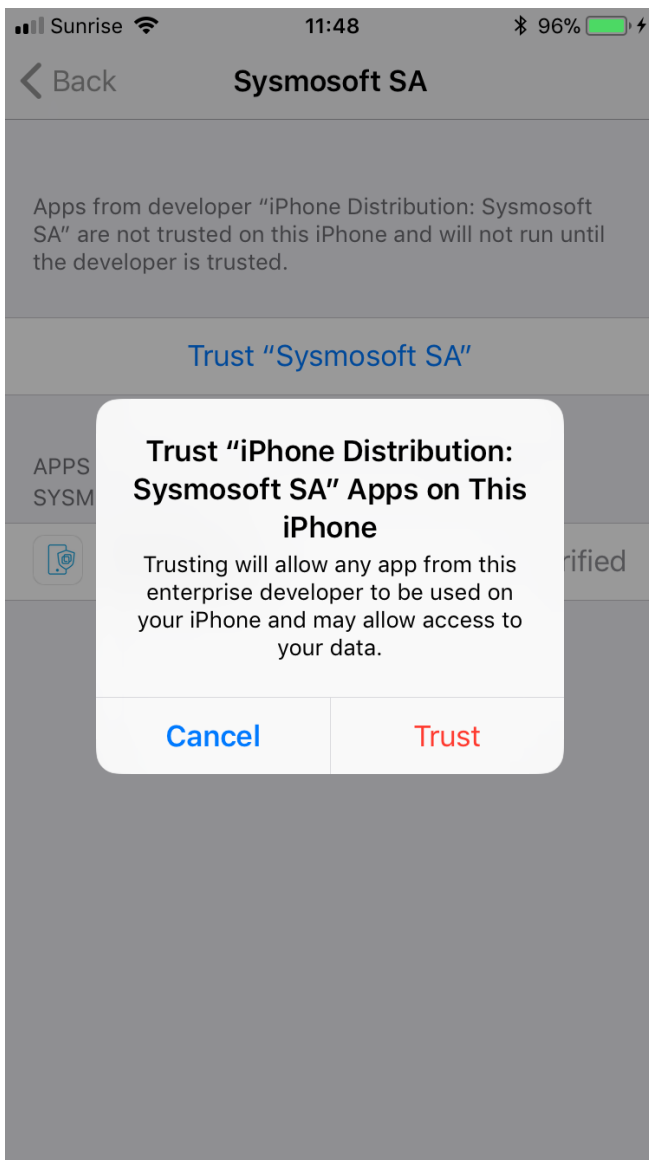 Sunrise 11:48 96%
Back Sysmosoft SA
Apps from developer “iPhone Distribution: Sysmosoft
SA” are not trusted on this iPhone and will not run until
the developer is trusted.
Trust “Sysmosoft SA”
APPS
SYSM
Trust “iPhone Distribution:
Sysmosoft SA” Apps on This
iPhone
Trusting will allow any app from this
enterprise developer to be used on
your iPhone and may allow access to
your data.
rified
Cancel Trust